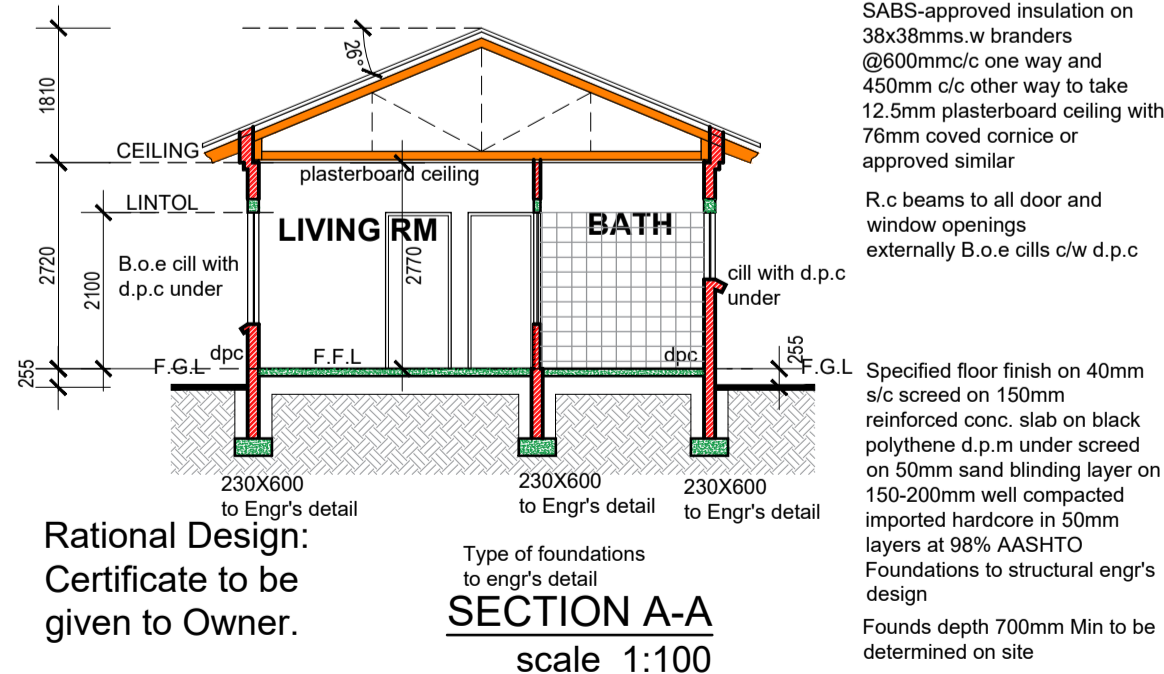 SABS-approved insulation on
38x38mms.w branders
@600mmc/c one way and
450mm c/c other way to take
12.5mm plasterboard ceiling with
76mm coved cornice or
approved similar
R.c beams to all door and
window openings
externally B.o.e cills c/w d.p.c
1810
26°
CEILING
plasterboard ceiling
LINTOL
LIVING RM
BATH
2720
2100
2770
B.o.e cill with
d.p.c under
cill with d.p.c
under
dpc
F.F.L
dpc
255
F.G.L
255
F.G.L
Specified floor finish on 40mm
s/c screed on 150mm
reinforced conc. slab on black
polythene d.p.m under screed
on 50mm sand blinding layer on
150-200mm well compacted
imported hardcore in 50mm
layers at 98% AASHTO
Foundations to structural engr's
design
Founds depth 700mm Min to be
determined on site
230X600
to Engr's detail
230X600
to Engr's detail
230X600
to Engr's detail
Rational Design:
Certificate to be
given to Owner.
Type of foundations
to engr's detail
SECTION A-A
scale 1:100